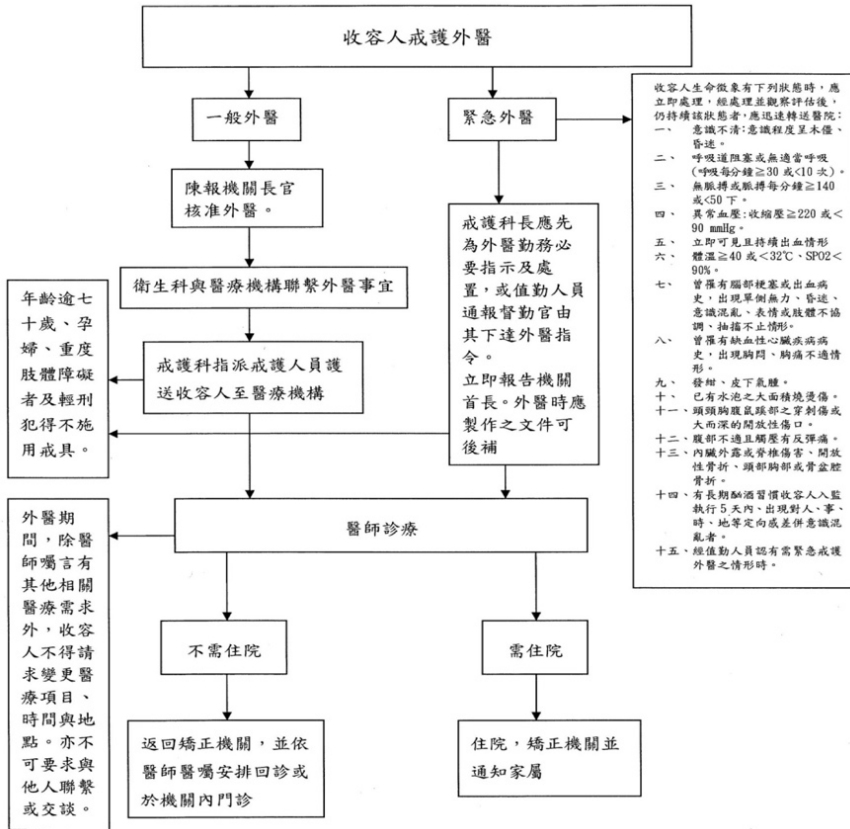 收容人戒護外醫
一般外醫
緊急外醫
收容人生命徵象有下列狀態時，應
立即處理，經處理並觀察評估後，
仍持續該狀態者，應迅速轉送醫院：
一、意識不清：意識程度呈木僵、
昏迷。
二、呼吸道阻塞或無適當呼吸
(呼吸每分鐘≧30 或<10 次)。
三、無脈搏或脈搏每分鐘≧140
或<50 下。
四、異常血壓：收縮壓≧220 或<
90 mmHg。
五、立即可見且持續出血情形
六、體溫≧40 或<32℃、SPO2<
90%。
七、曾罹有腦部梗塞或出血病
史，出現單側無力、昏迷、
意識混亂、表情或肢體不協
調、抽搐不止情形。
八、曾罹有缺血性心臟疾病病
史，出現胸悶、胸痛不適情
形。
九、發紺、皮下氣腫。
十、已有水泡之大面積燒燙傷。
十一、頭頸胸腹鼠蹊部之穿刺傷或
大而深的開放性傷口。
十二、腹部不適且觸壓有反彈痛。
十三、內臟外露或脊椎傷害、開放
性骨折、頭部胸部或骨盆腔
骨折。
十四、有長期酗酒習慣收容人入監
執行 5 天內、出現對人、事、
時、地等定向感差併意識混
亂者。
十五、經值勤人員認有需緊急戒護
外醫之情形時。
陳報機關長官
核准外醫。
衛生科與醫療機構聯繫外醫事宜
戒護科指派戒護人員護
送收容人至醫療機構
戒護科長應先
為外醫勤務必
要指示及處
置，或值勤人員
通報督勤官由
其下達外醫指
令。
立即報告機關
首長。外醫時應
製作之文件可
後補
年齡逾七
十歲、孕
婦、重度
肢體障礙
者及輕刑
犯得不施
用戒具。
醫師診療
外醫期
間，除醫
師囑言有
其他相關
醫療需求
外，收容
人不得請
求變更醫
療項目、
時間與地
點。亦不
可要求與
他人聯繫
或交談。
不需住院
需住院
返回矯正機關，並依
醫師醫囑安排回診或
於機關內門診
住院，矯正機關並
通知家屬